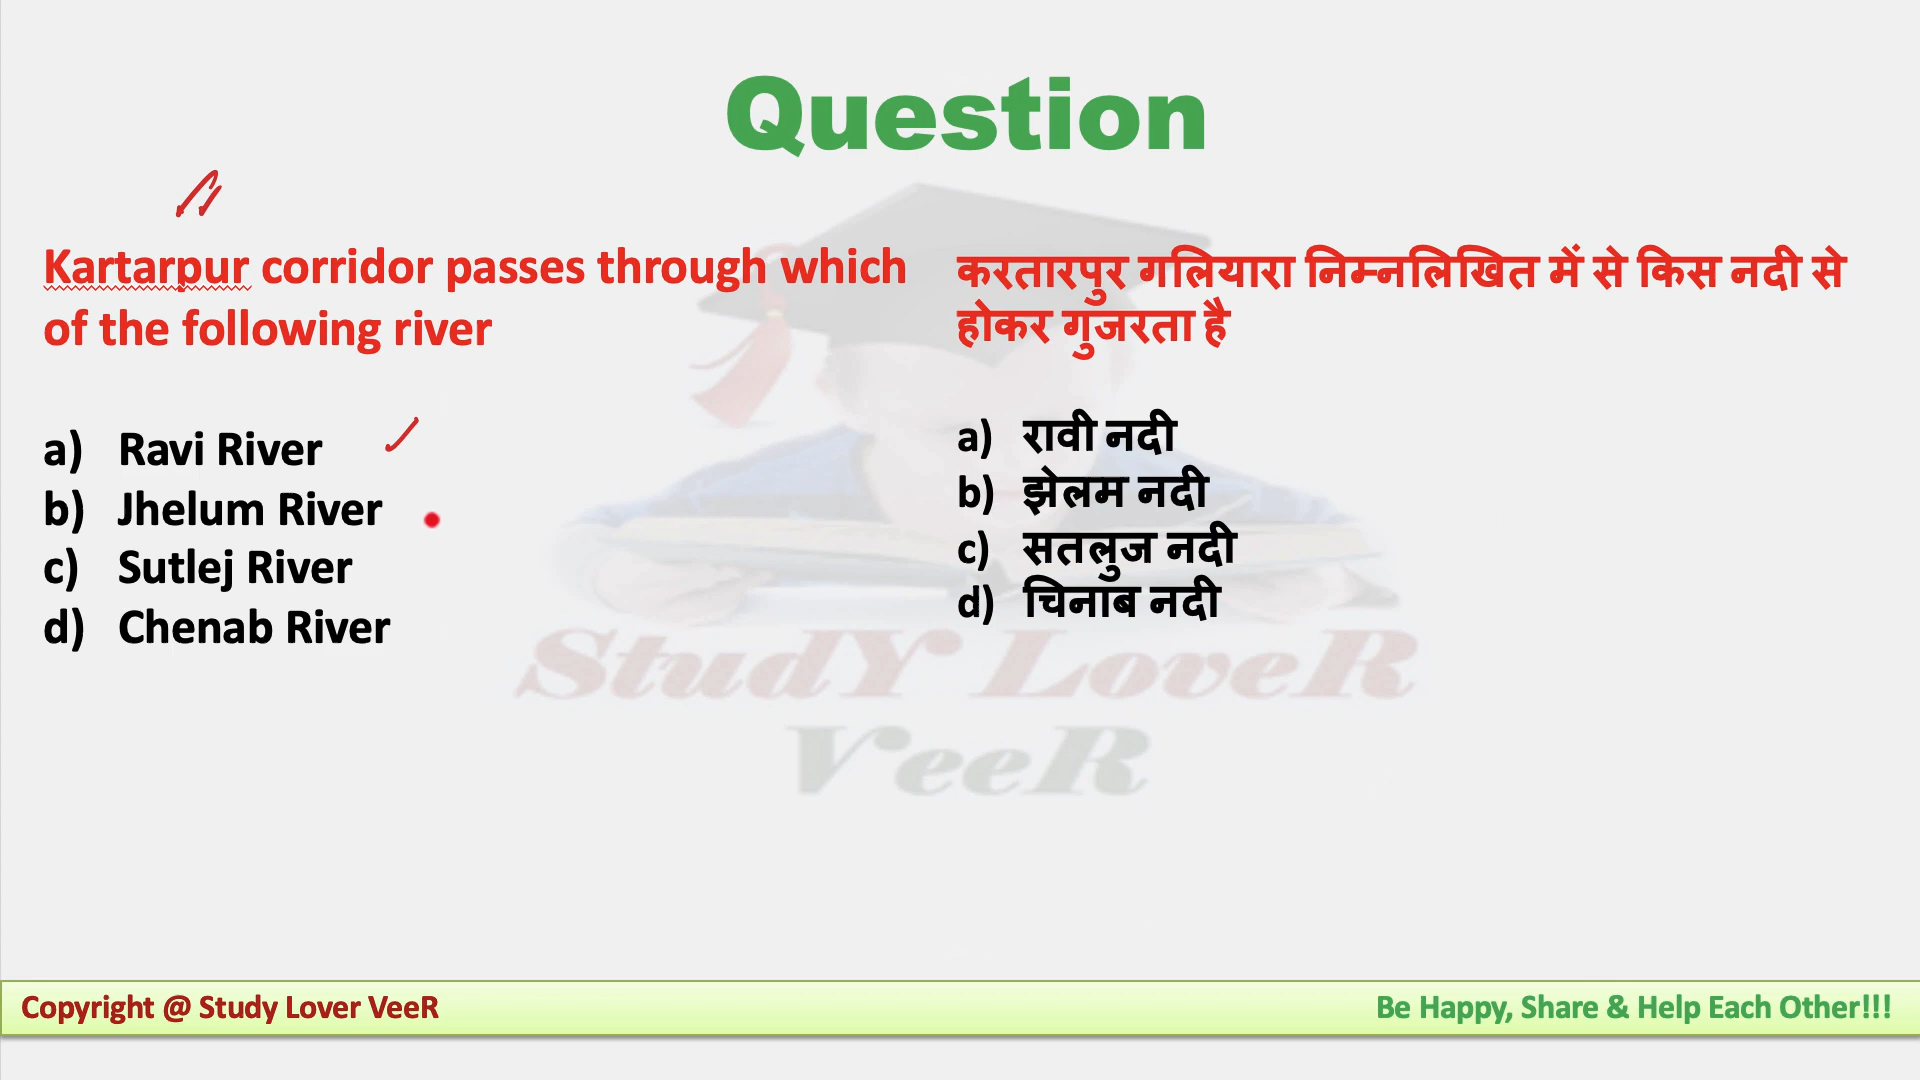 Question
Kartarpur corridor passes through which
of the following river
a) Ravi River
b) Jhelum River
c) Sutlej River
d) Chenab River
करतारपुर गलियारा निम्नलिखित में से किस नदी से
होकर गुजरता है
a) रावी नदी
b) झेलम नदी
c) सतलुज नदी
d) चिनाब नदी
StudY LoveR
VeeR
Copyright @ Study Lover VeeR
Be Happy, Share & Help Each Other!!!